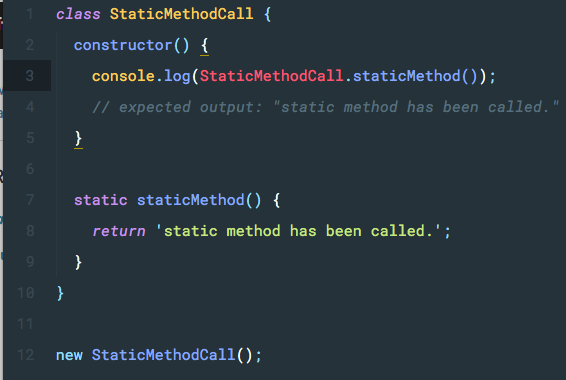 1 class StaticMethodCall {
2 constructor() {
3 console.log(StaticMethodCall.staticMethod());
4 // expected output: "static method has been called."
5 }
6
7 static staticMethod() {
8 return 'static method has been called.';
9 }
10 }
11
12 new StaticMethodCall();